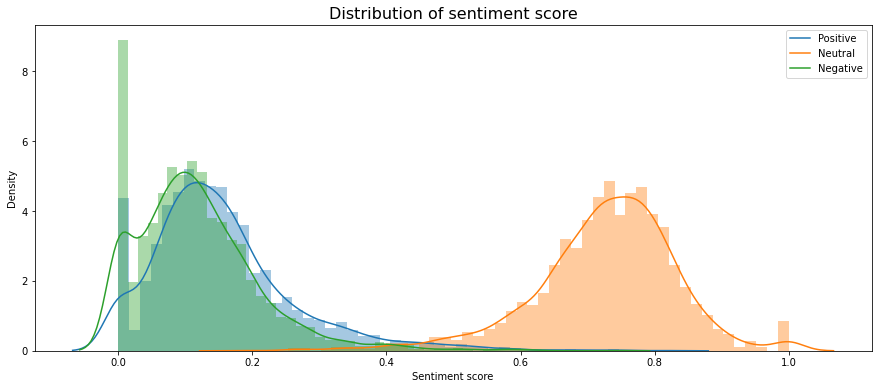 Distribution of sentiment score
Positive
Neutral
Negative
Density
8
6
4
2
0
0.0 0.2 0.4 0.6 0.8 1.0
Sentiment score